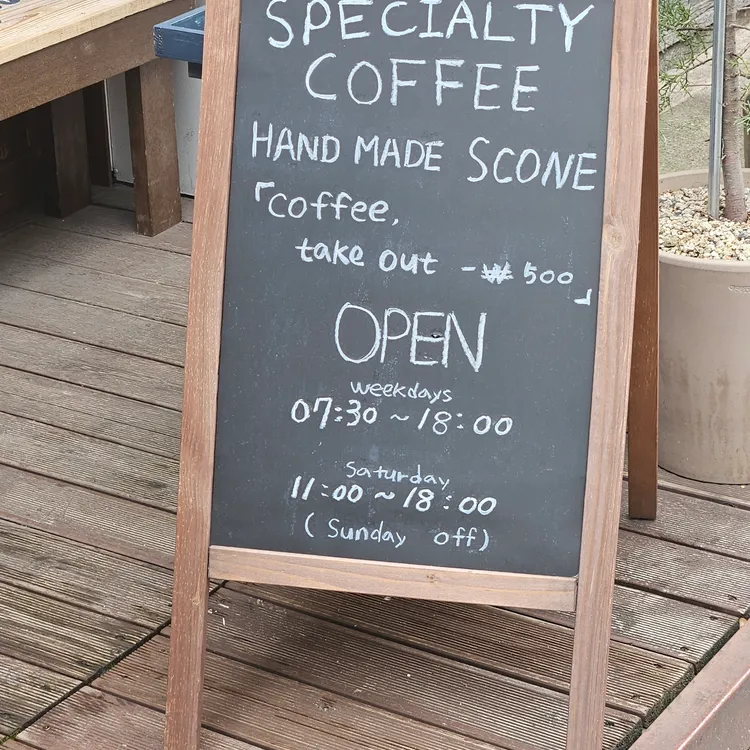 SPECIALTY
COFFEE
HAND MADE SCONE
「coffee,
take out -₩ 500
」
OPEN
weekdays
07:30 ~ 18:00
Saturday
11:00 ~ 18:00
( Sunday off)